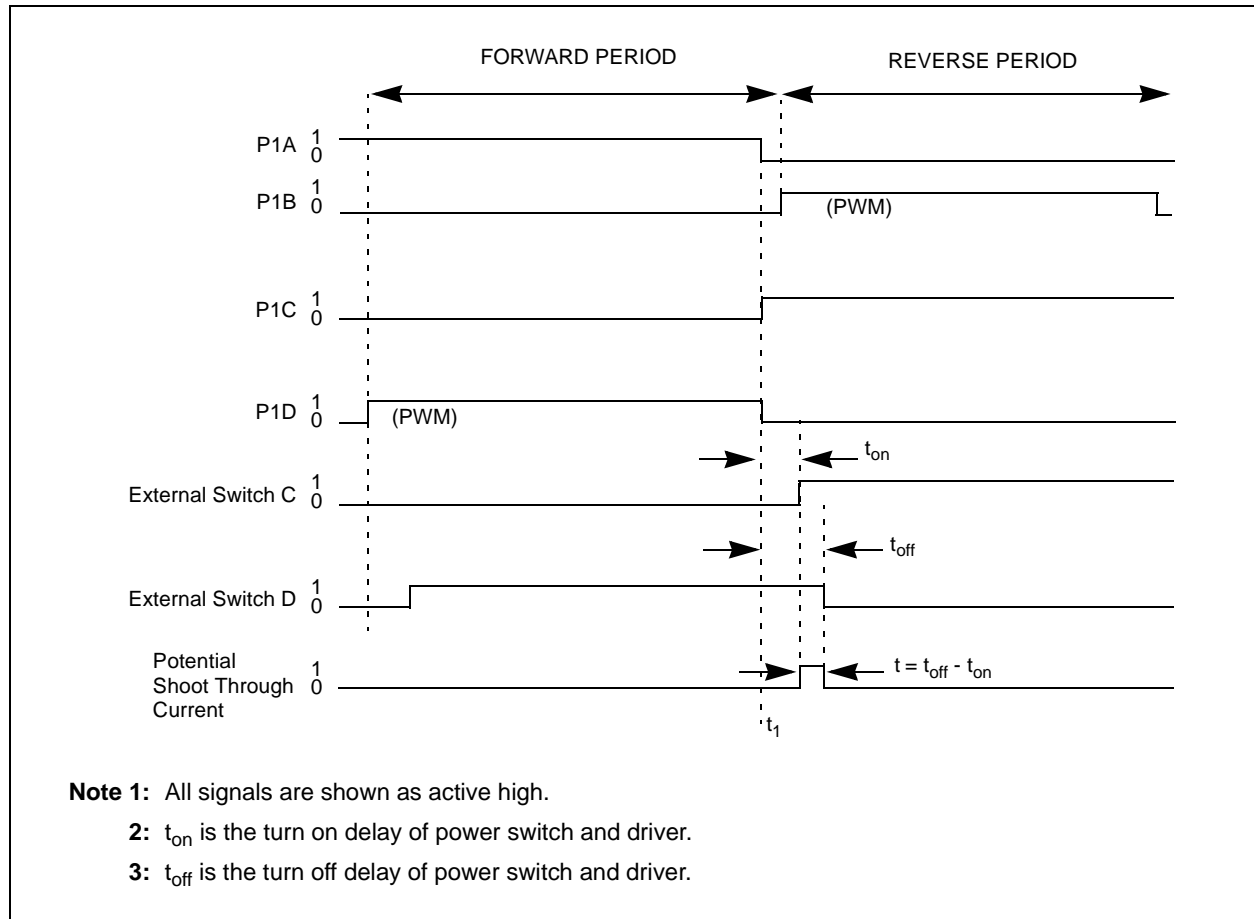 FORWARD PERIOD
REVERSE PERIOD
P1A 1
0
P1B 1
0
(PWM)
P1C 1
0
P1D 1
0
(PWM)
ton
External Switch C 1
0
toff
External Switch D 1
0
Potential
Shoot Through
Current
1
0
t = toff - ton
t1
Note 1: All signals are shown as active high.
2: ton is the turn on delay of power switch and driver.
3: toff is the turn off delay of power switch and driver.